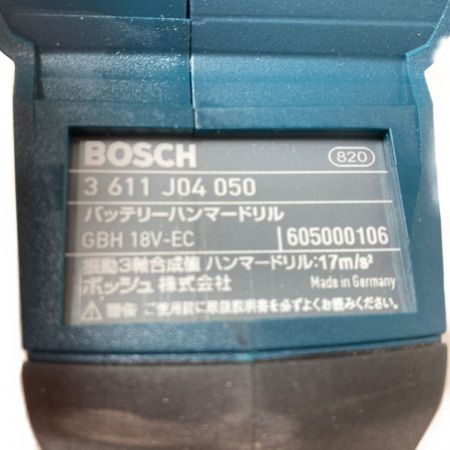 BOSCH 820
3 611 J04 050
バッテリーハンマードリル
GBH 18V-EC 605000106
振動3軸合成値 ハンマードリル:17m/s²
ボッシュ 株式会社 Made in Germany
⚠警告 ご使用前に取扱説明書を必ずよくお読みください。